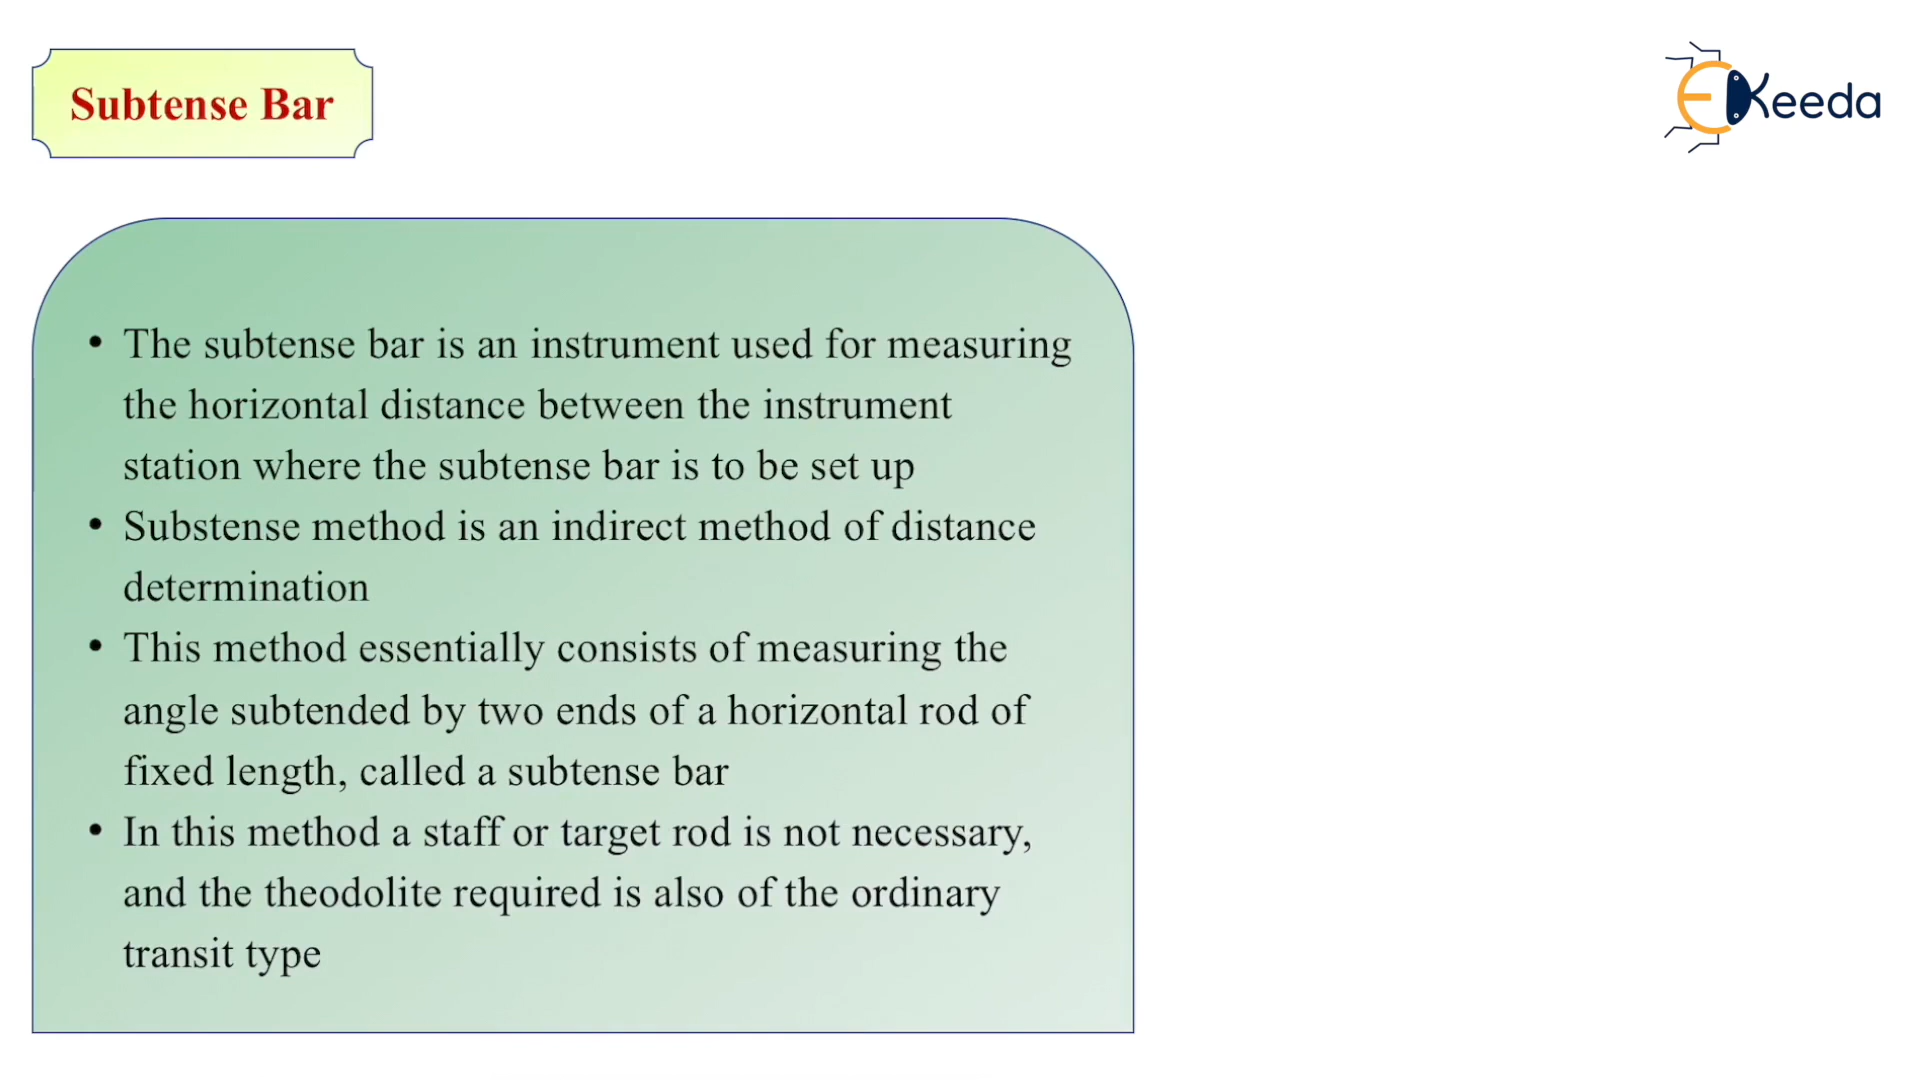 Subtense Bar
EKeeda
• The subtense bar is an instrument used for measuring
the horizontal distance between the instrument
station where the subtense bar is to be set up
• Substense method is an indirect method of distance
determination
• This method essentially consists of measuring the
angle subtended by two ends of a horizontal rod of
fixed length, called a subtense bar
• In this method a staff or target rod is not necessary,
and the theodolite required is also of the ordinary
transit type